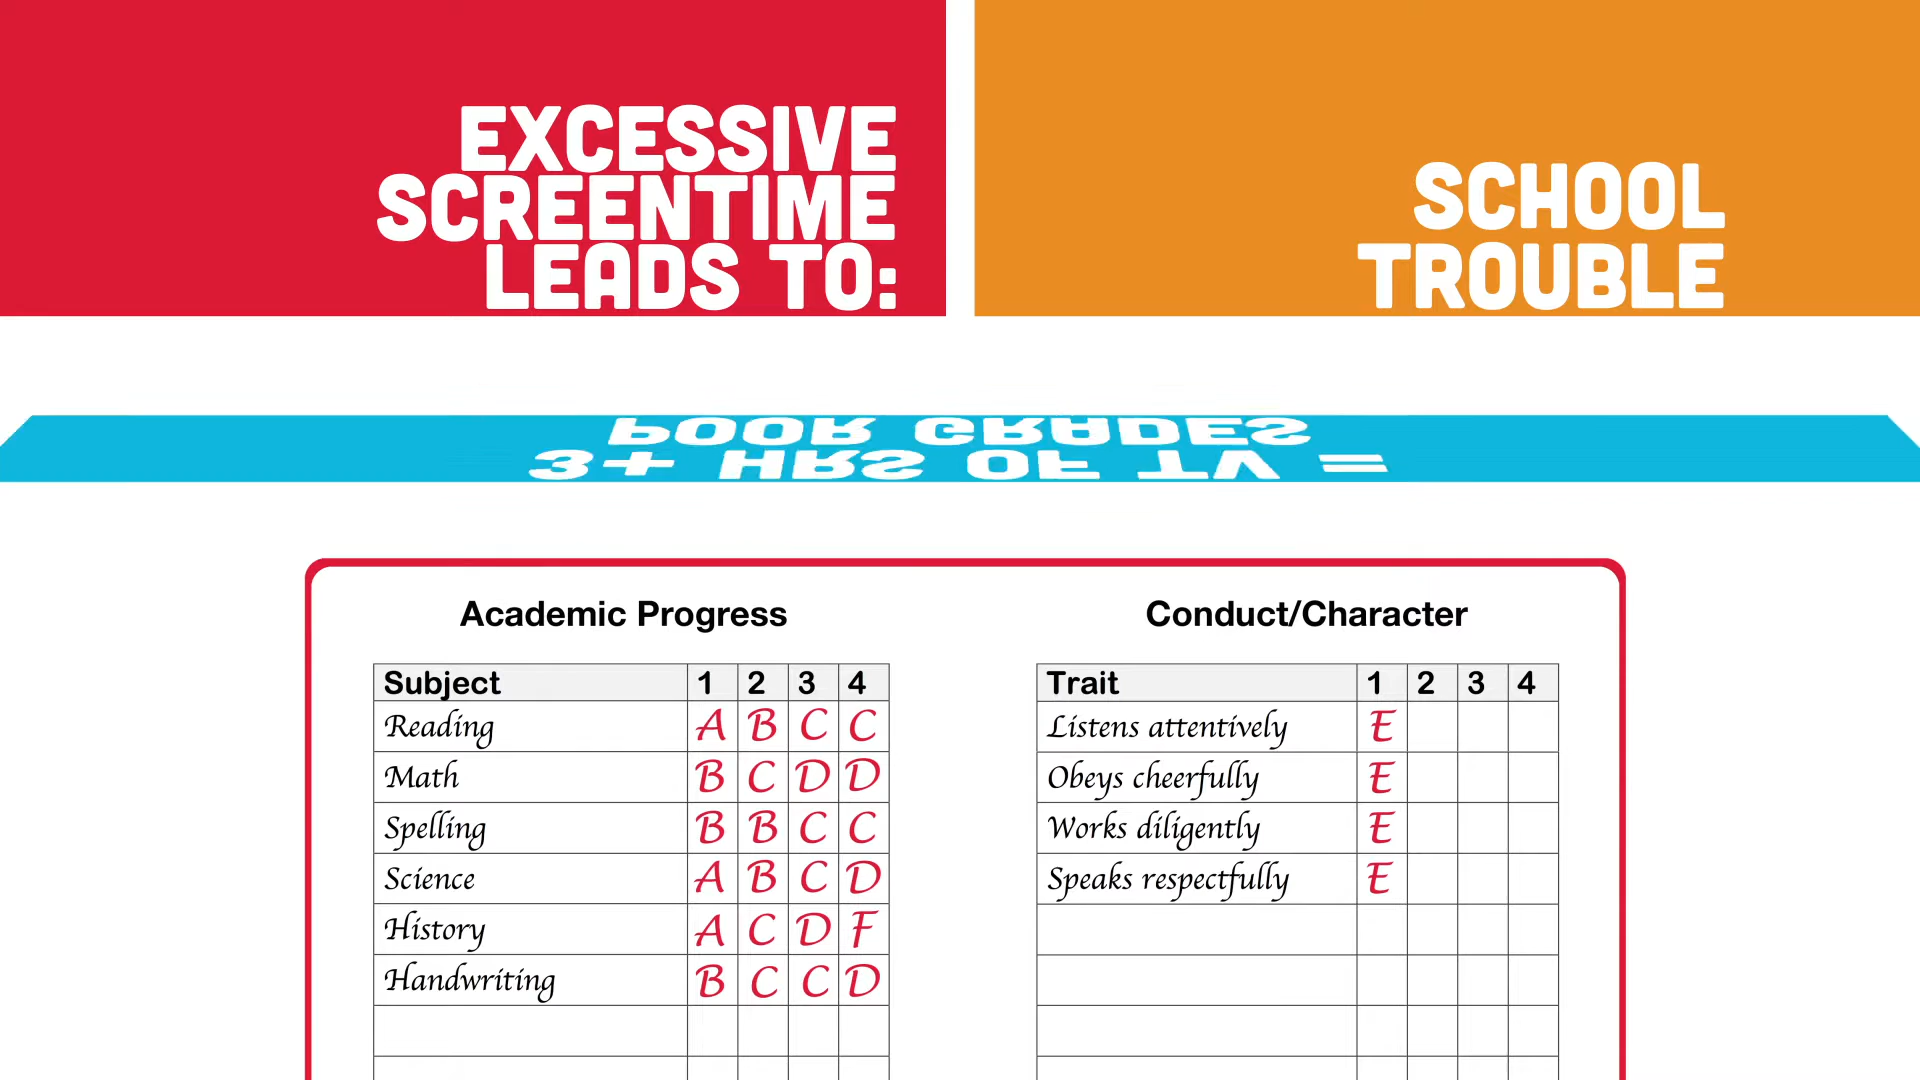 EXCESSIVE
SCREENTIME
LEADS TO:
SCHOOL
TROUBLE
3+ HRS OF TV =
POOR GRADES
Academic Progress
Subject 1 2 3 4
Reading A B C C
Math B C D D
Spelling B B C C
Science A B C D
History A C D F
Handwriting B C C D
Conduct/Character
Trait 1 2 3 4
Listens attentively E
Obeys cheerfully E
Works diligently E
Speaks respectfully E